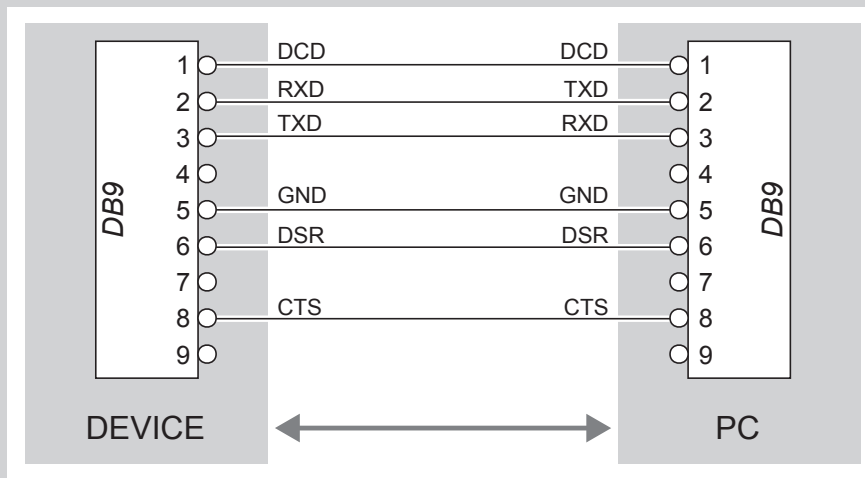 DCD DCD
1 1
RXD TXD
2 2
TXD RXD
3 3
4 4
DB9 DB9
GND GND
5 5
DSR DSR
6 6
7 7
CTS CTS
8 8
9 9
DEVICE PC